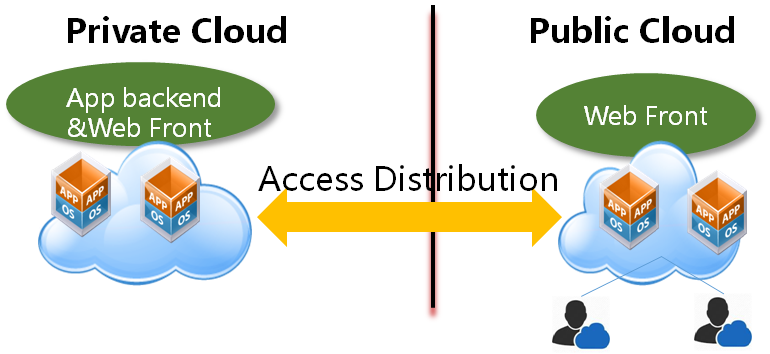 Private Cloud
Public Cloud
App backend
&Web Front
Web Front
Access Distribution
APP APP
OS OS
APP APP
OS OS
APP APP
OS OS
APP APP
OS OS